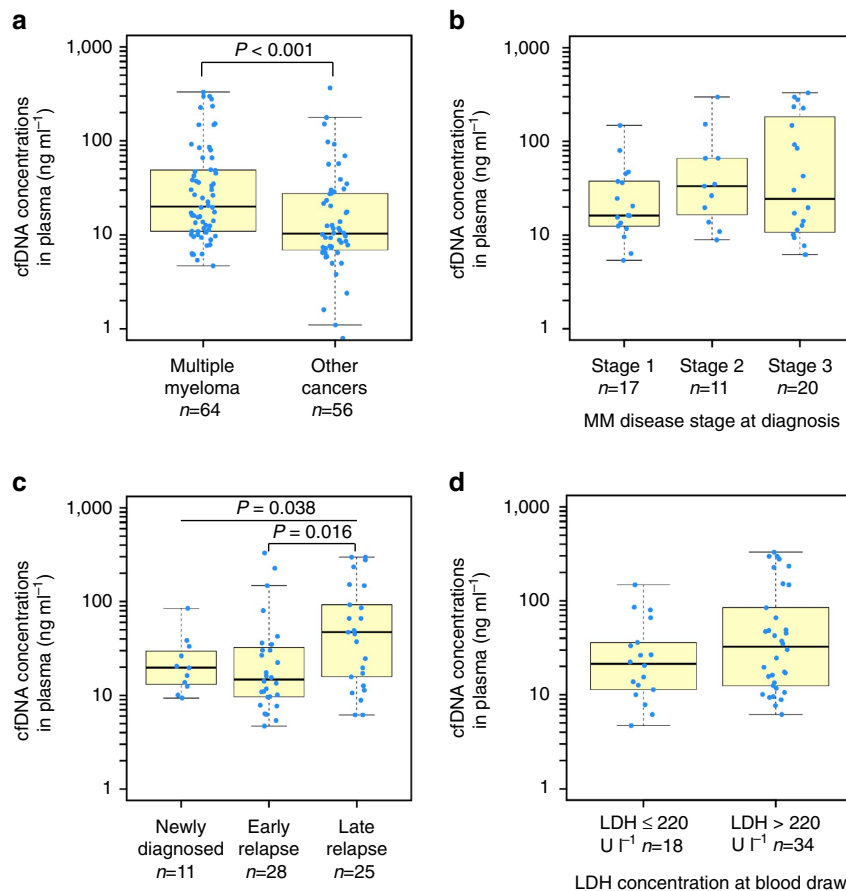 a
1,000
100
10
1
cfDNA concentrations
in plasma (ng ml⁻¹)
P < 0.001
Multiple
myeloma
n=64
Other
cancers
n=56
b
1,000
100
10
1
cfDNA concentrations
in plasma (ng ml⁻¹)
Stage 1
n=17
Stage 2
n=11
Stage 3
n=20
MM disease stage at diagnosis
c
1,000
100
10
1
cfDNA concentrations
in plasma (ng ml⁻¹)
P = 0.038
P = 0.016
Newly
diagnosed
n=11
Early
relapse
n=28
Late
relapse
n=25
d
1,000
100
10
1
cfDNA concentrations
in plasma (ng ml⁻¹)
LDH ≤ 220
U l⁻¹ n=18
LDH > 220
U l⁻¹ n=34
LDH concentration at blood draw